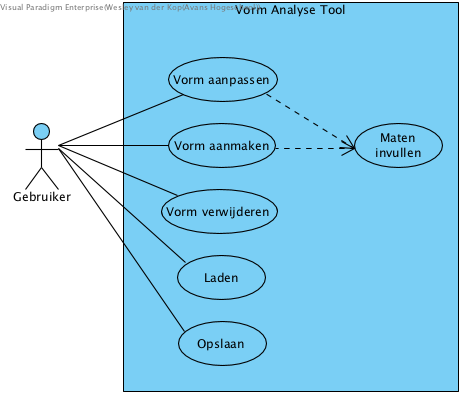 Visual Paradigm Enterprise(Wesley van der Kop(Avans Hoges
Vorm Analyse Tool
Vorm aanpassen
Vorm aanmaken
Maten
invullen
Gebruiker
Vorm verwijderen
Laden
Opslaan